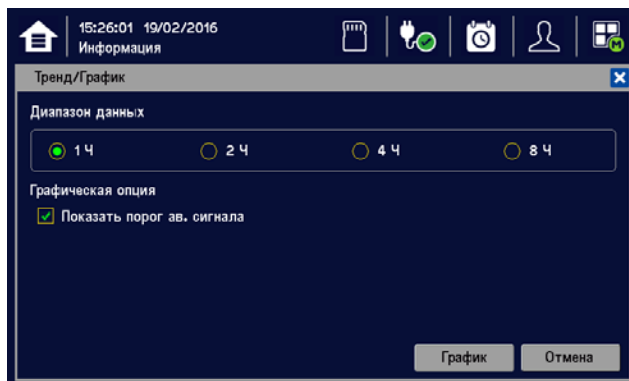 15:26:01 19/02/2016
Информация
M
Тренд/График
Диапазон данных
1 Ч 2 Ч 4 Ч 8 Ч
Графическая опция
Показать порог ав. сигнала
График Отмена